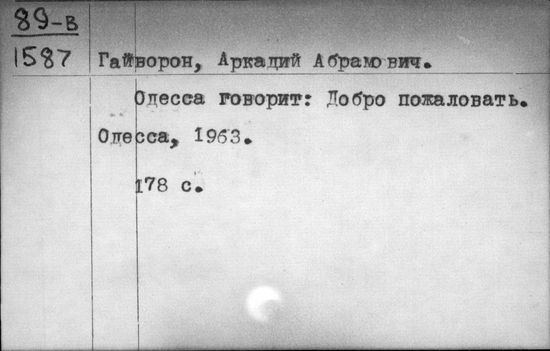 89-в
1587 Гайворон, Аркадий Абрамович.
Одесса говорит: Добро пожаловать.
Одесса, 1963.
178 с.